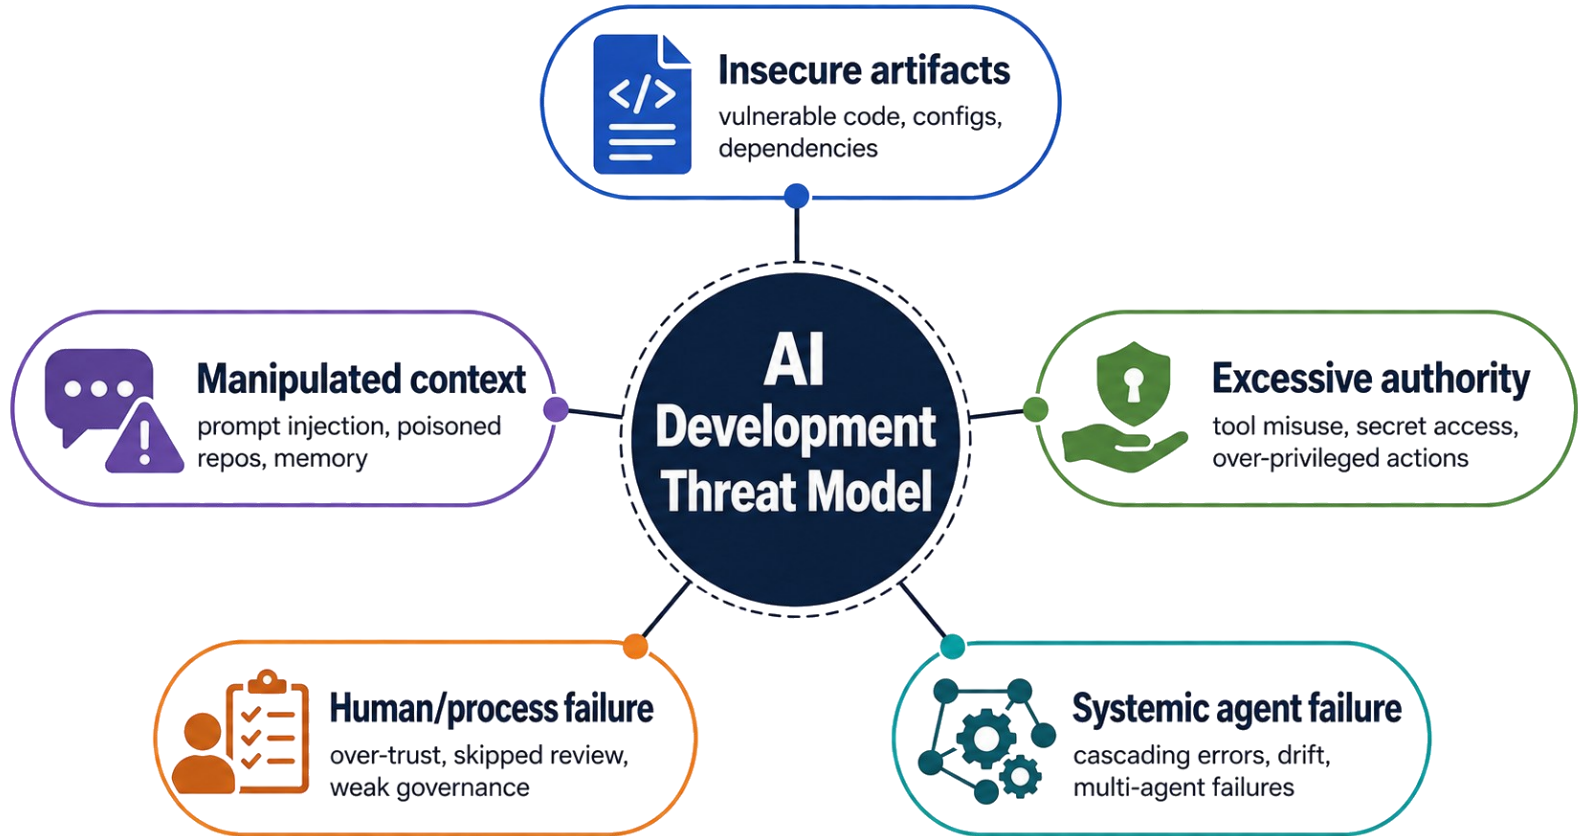 Insecure artifacts
vulnerable code, configs,
dependencies
Manipulated context
prompt injection, poisoned
repos, memory
AI
Development
Threat Model
Excessive authority
tool misuse, secret access,
over-privileged actions
Human/process failure
over-trust, skipped review,
weak governance
Systemic agent failure
cascading errors, drift,
multi-agent failures